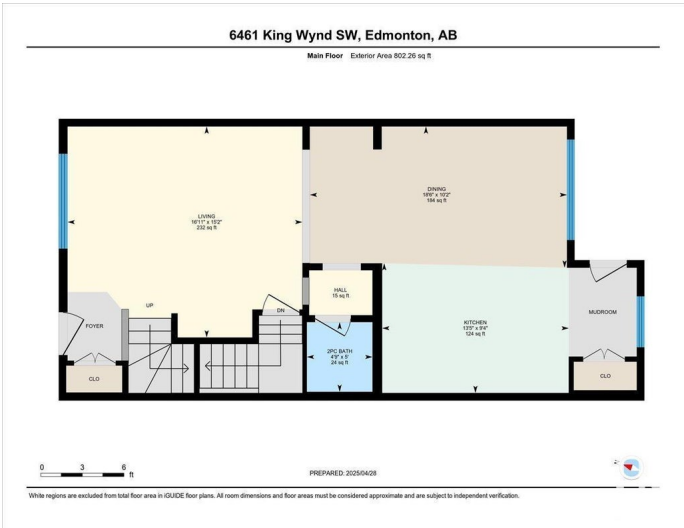 6461 King Wynd SW, Edmonton, AB
Main Floor Exterior Area 802.26 sq ft
LIVING
16'11" x 15'2"
232 sq ft
DINING
18'6" x 10'2"
184 sq ft
HALL
15 sq ft
UP
DN
FOYER
KITCHEN
13'5" x 9'4"
124 sq ft
MUDROOM
2PC BATH
4'9" x 5'
24 sq ft
CLO
CLO
0 3 6
ft
PREPARED: 2025/04/28
White regions are excluded from total floor area in iGUIDE floor plans. All room dimensions and floor areas must be considered approximate and are subject to independent verification.